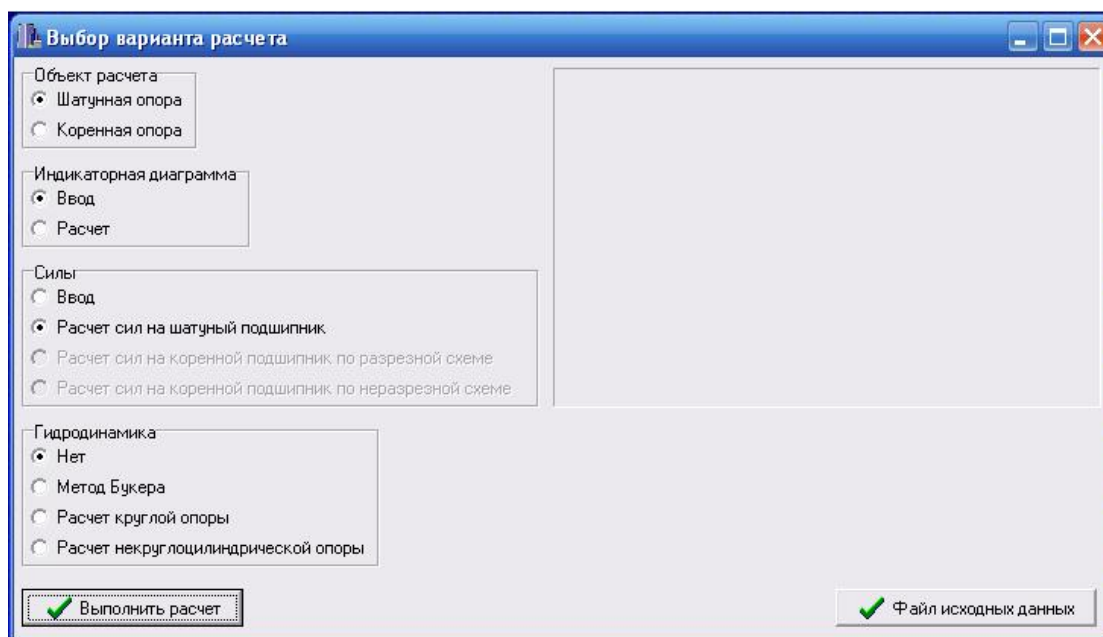 Выбор варианта расчета
Объект расчета
Шатунная опора
Коренная опора
Индикаторная диаграмма
Ввод
Расчет
Силы
Ввод
Расчет сил на шатуный подшипник
Расчет сил на коренной подшипник по разрезной схеме
Расчет сил на коренной подшипник по неразрезной схеме
Гидродинамика
Нет
Метод Букера
Расчет круглой опоры
Расчет некруглоцилиндрической опоры
Выполнить расчет
Файл исходных данных